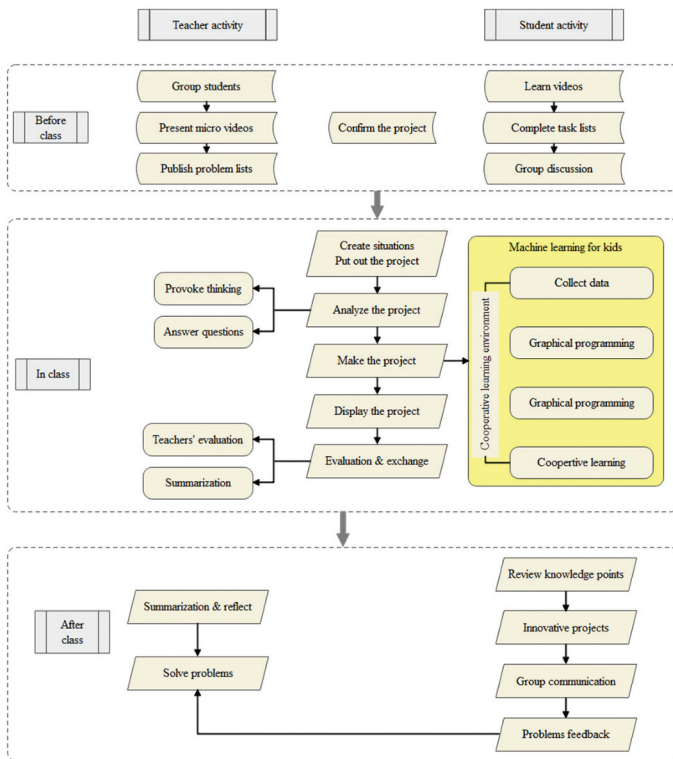 Teacher activity
Student activity
Before
class
Group students
Present micro videos
Publish problem lists
Confirm the project
Learn videos
Complete task lists
Group discussion
In class
Create situations
Put out the project
Analyze the project
Make the project
Display the project
Evaluation & exchange
Provoke thinking
Answer questions
Teachers' evaluation
Summarization
Machine learning for kids
Cooperative learning environment
Collect data
Graphical programming
Graphical programming
Coopertive learning
After
class
Summarization & reflect
Solve problems
Review knowledge points
Innovative projects
Group communication
Problems feedback